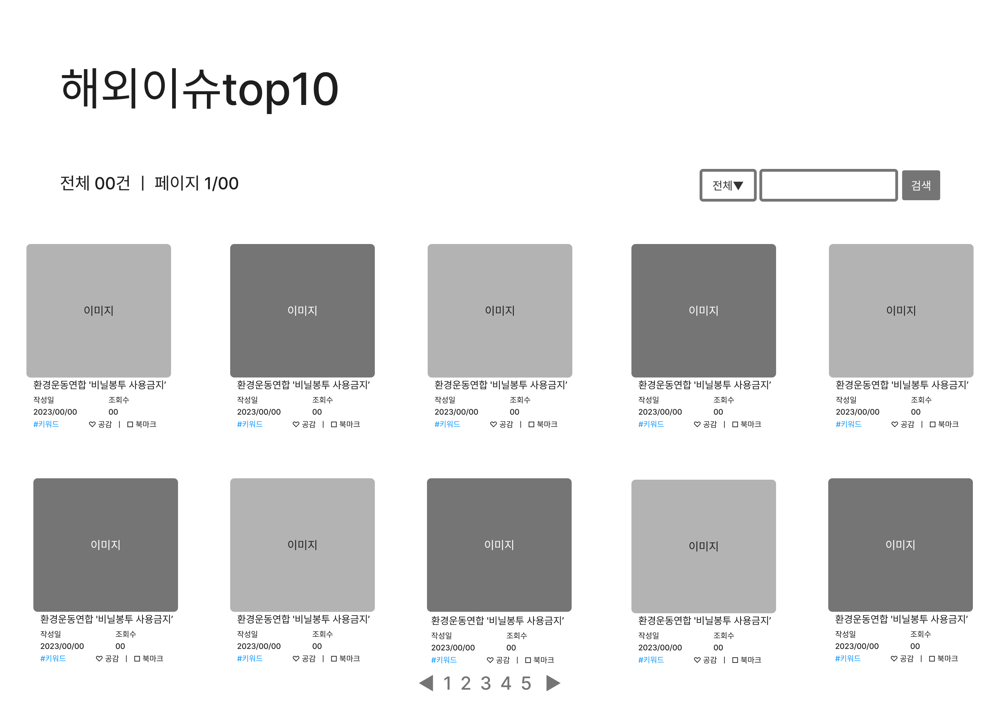 해외이슈top10
전체 00건 | 페이지 1/00
전체▼ 검색
이미지 이미지 이미지 이미지 이미지
환경운동연합 '비닐봉투 사용금지’ 환경운동연합 '비닐봉투 사용금지’ 환경운동연합 '비닐봉투 사용금지’ 환경운동연합 '비닐봉투 사용금지’ 환경운동연합 '비닐봉투 사용금지’
작성일 조회수 작성일 조회수 작성일 조회수 작성일 조회수 작성일 조회수
2023/00/00 00 2023/00/00 00 2023/00/00 00 2023/00/00 00 2023/00/00 00
#키워드 ♡ 공감 | □ 북마크 #키워드 ♡ 공감 | □ 북마크 #키워드 ♡ 공감 | □ 북마크 #키워드 ♡ 공감 | □ 북마크 #키워드 ♡ 공감 | □ 북마크
이미지 이미지 이미지 이미지 이미지
환경운동연합 '비닐봉투 사용금지’ 환경운동연합 '비닐봉투 사용금지’ 환경운동연합 '비닐봉투 사용금지’ 환경운동연합 '비닐봉투 사용금지’ 환경운동연합 '비닐봉투 사용금지’
작성일 조회수 작성일 조회수 작성일 조회수 작성일 조회수 작성일 조회수
2023/00/00 00 2023/00/00 00 2023/00/00 00 2023/00/00 00 2023/00/00 00
#키워드 ♡ 공감 | □ 북마크 #키워드 ♡ 공감 | □ 북마크 #키워드 ♡ 공감 | □ 북마크 #키워드 ♡ 공감 | □ 북마크 #키워드 ♡ 공감 | □ 북마크
◀ 1 2 3 4 5 ▶